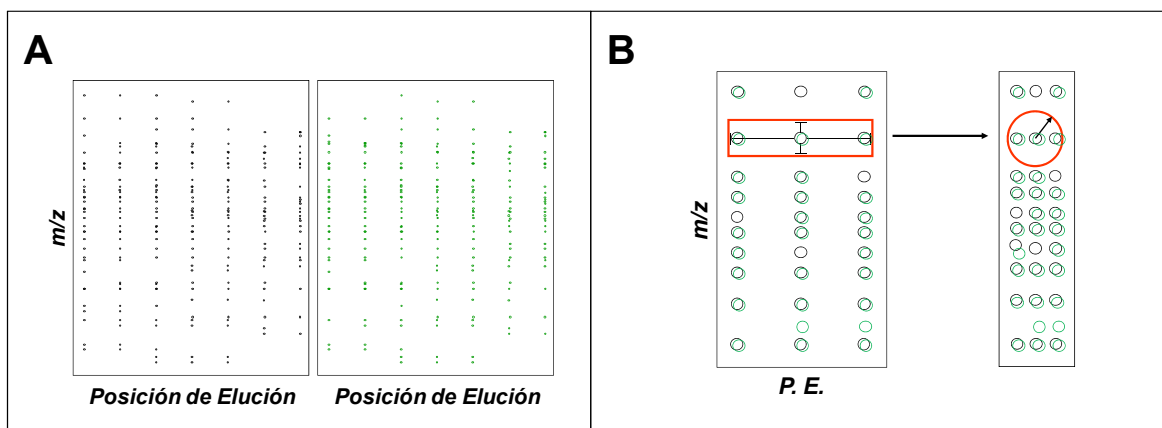 A
m/z
Posición de Elución
Posición de Elución
B
m/z
P. E.